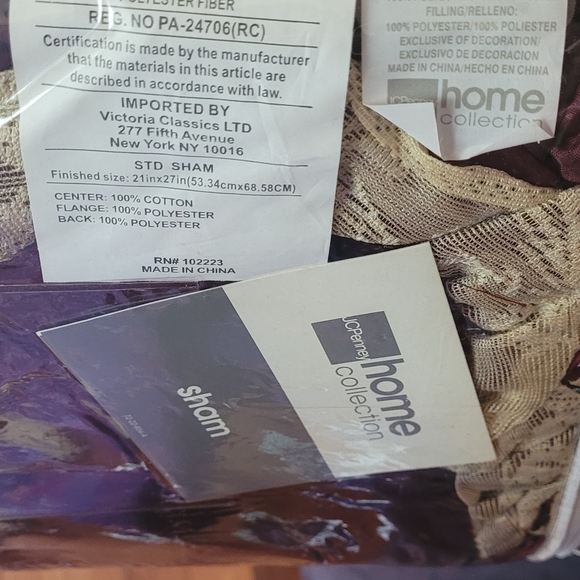 POLYESTER FIBER
REG. NO PA-24706(RC)
Certification is made by the manufacturer
that the materials in this article are
described in accordance with law.
IMPORTED BY
Victoria Classics LTD
277 Fifth Avenue
New York NY 10016
STD SHAM
Finished size: 21inx27in(53.34cmx68.58CM)
CENTER: 100% COTTON
FLANGE: 100% POLYESTER
BACK: 100% POLYESTER
RN# 102223
MADE IN CHINA
FILLING/RELLENO:
100% POLYESTER/100% POLIESTER
EXCLUSIVE OF DECORATION/
EXCLUSIVO DE DECORACION
MADE IN CHINA/HECHO EN CHINA
JCPenney
home
collection
JCPenney
home
collection
sham